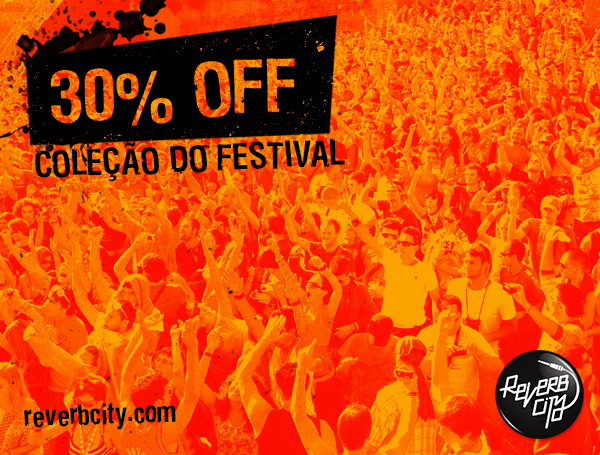 30% OFF
COLEÇÃO DO FESTIVAL
reverbcity.com
REVERB
CITY